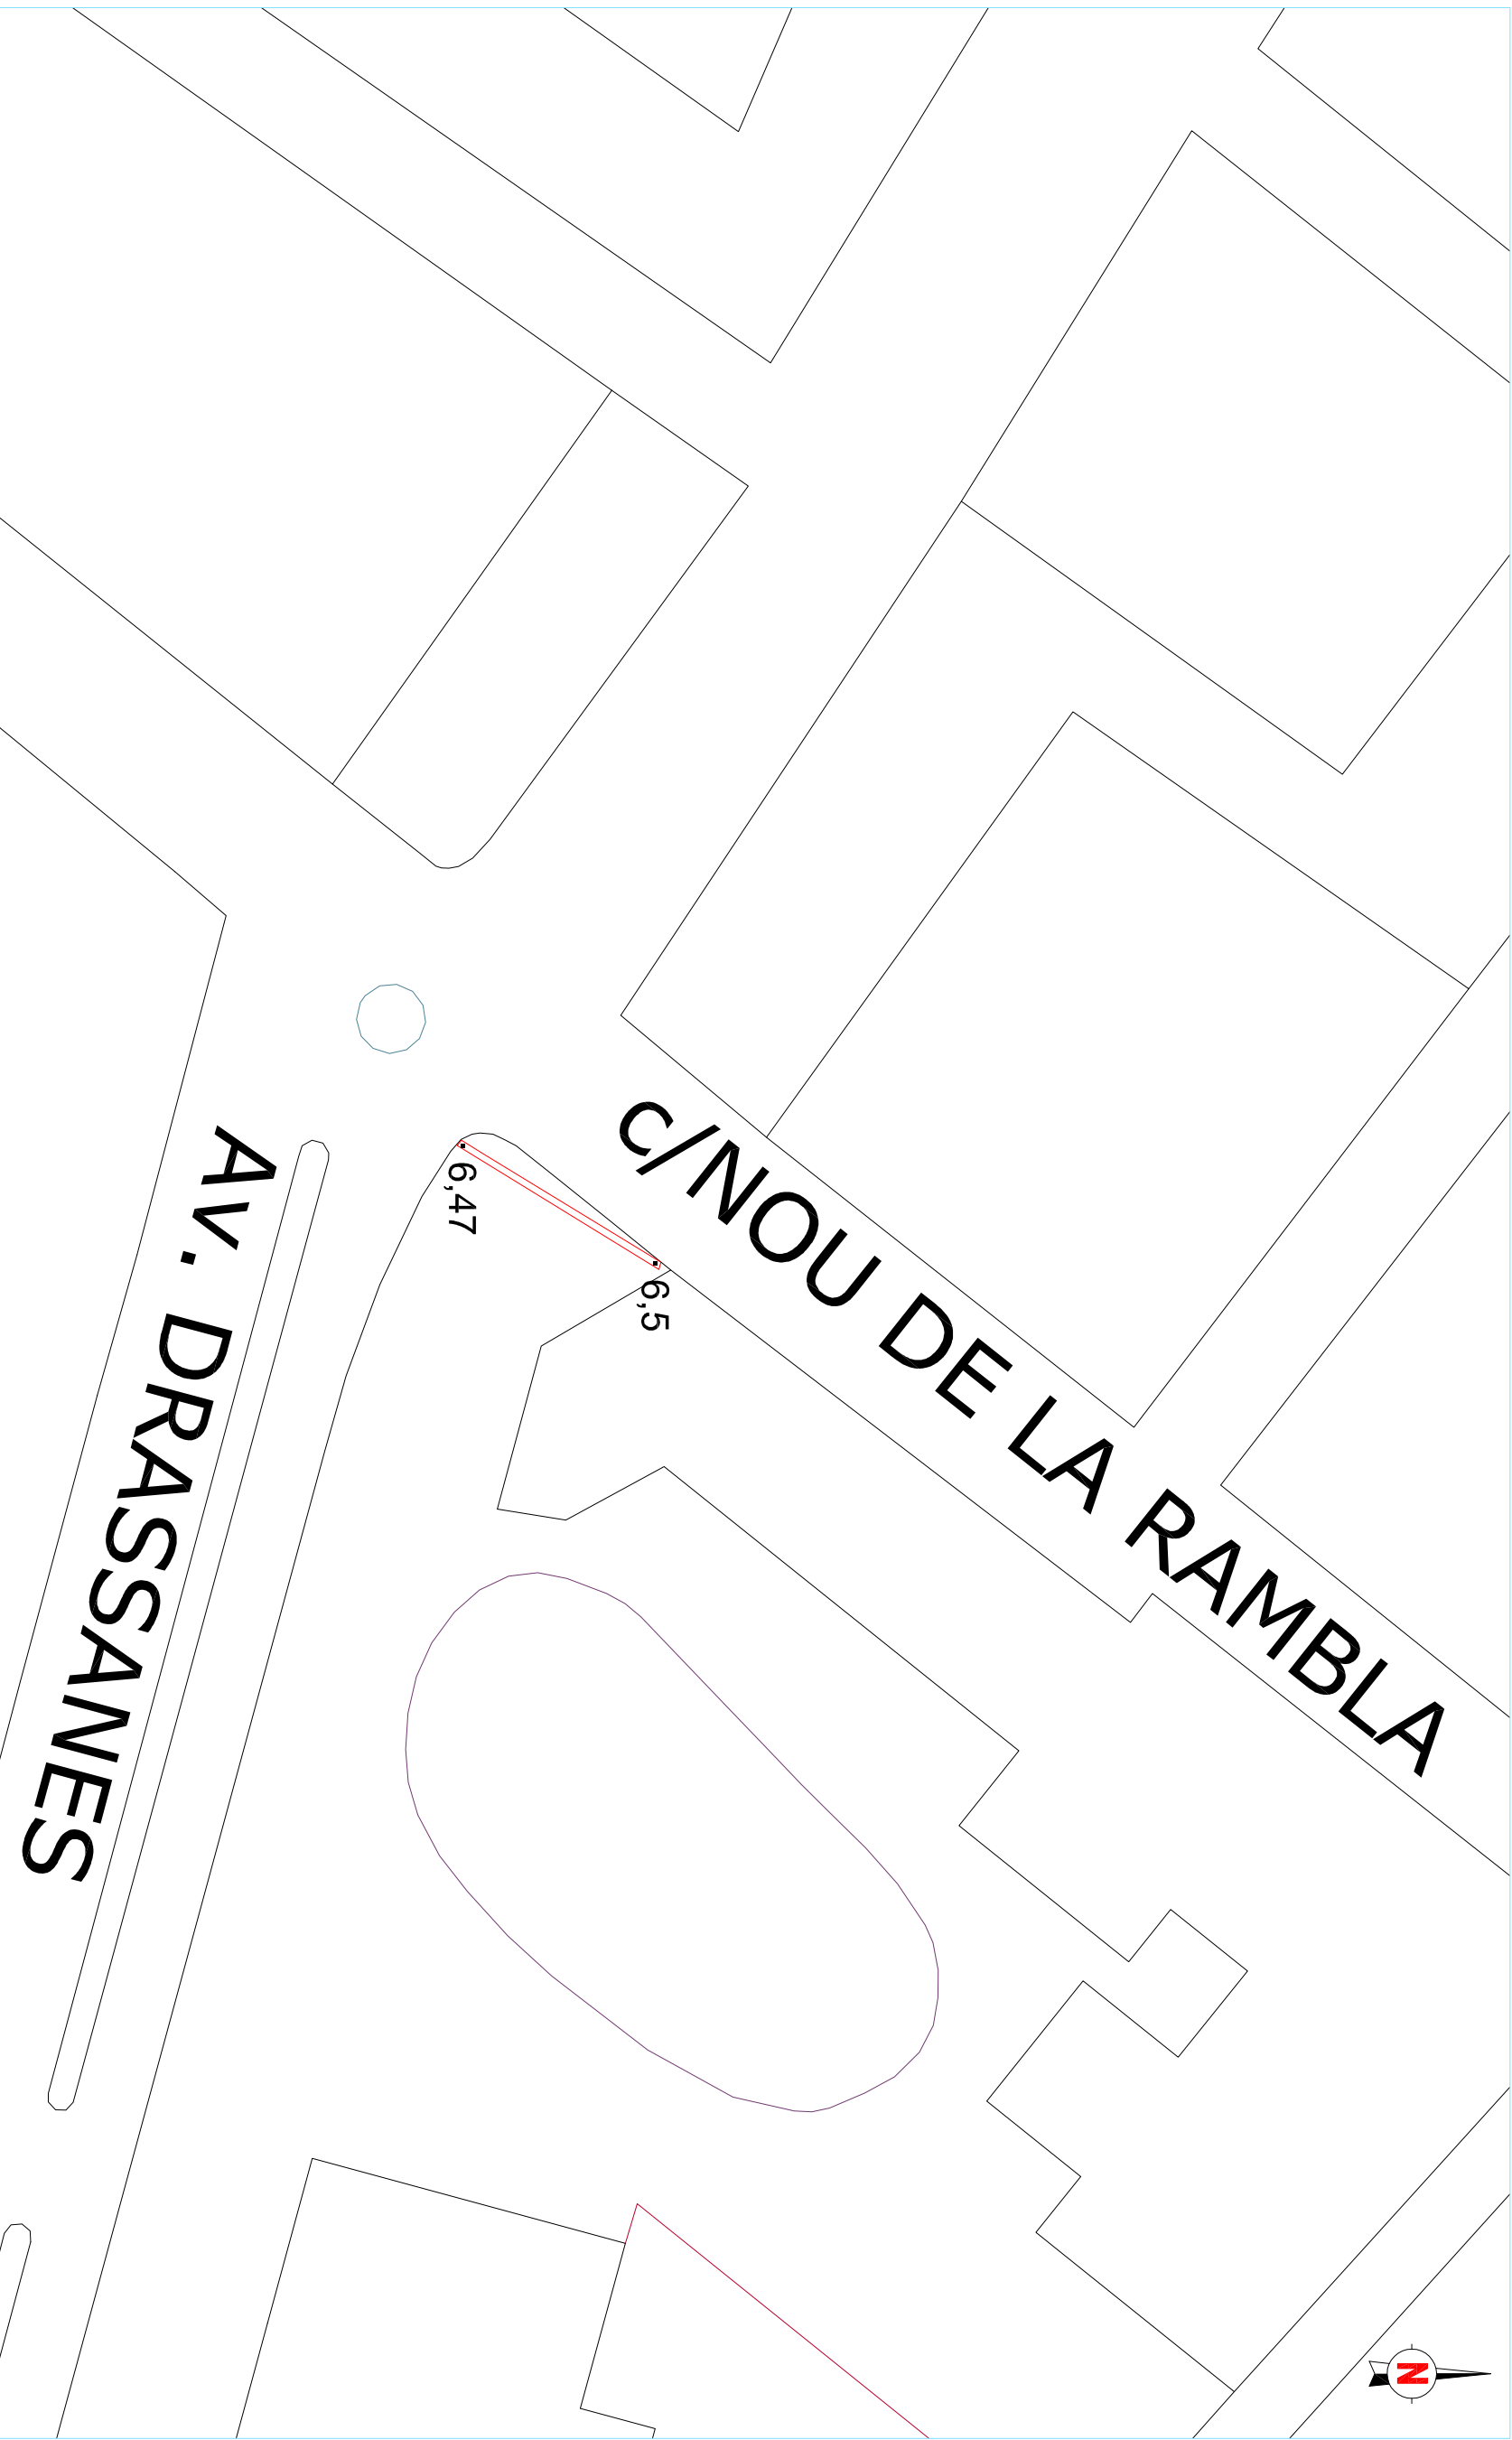 c/NOU DE LA RAMBLA
Av. DRASSANES
6,47
6,5
N